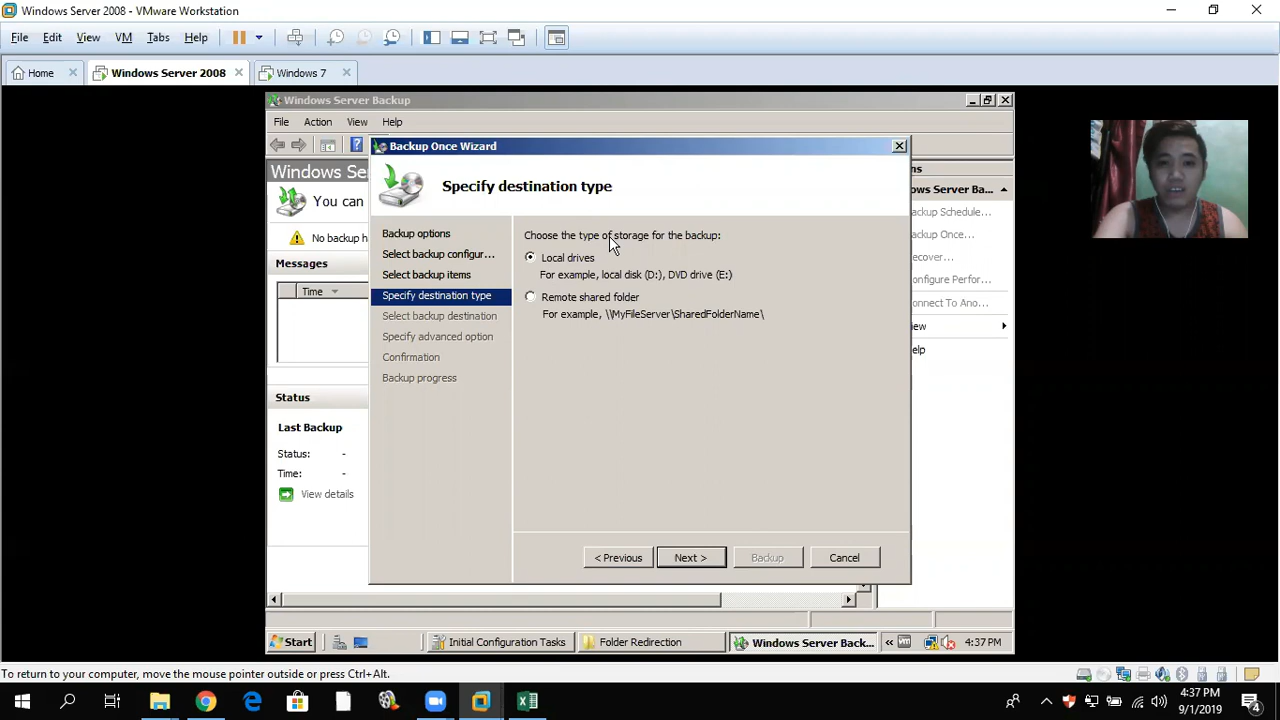 Windows Server 2008 - VMware Workstation
File Edit View VM Tabs Help
Home Windows Server 2008 Windows 7
Windows Server Backup
File Action View Help
Backup Once Wizard
Specify destination type
Windows Se
You can
No backup h
Messages
Time
Status
Last Backup
Status: -
Time: -
View details
Backup options
Select backup configur...
Select backup items
Specify destination type
Select backup destination
Specify advanced option
Confirmation
Backup progress
Choose the type of storage for the backup:
Local drives
For example, local disk (D:), DVD drive (E:)
Remote shared folder
For example, \\MyFileServer\SharedFolderName\
< Previous Next > Backup Cancel
ns
ows Server Ba...
ackup Schedule...
ackup Once...
ecover...
onfigure Perfor...
onnect To Ano...
iew
elp
Start Initial Configuration Tasks Folder Redirection Windows Server Back... « 4:37 PM
To return to your computer, move the mouse pointer outside or press Ctrl+Alt.
4:37 PM
9/1/2019
4